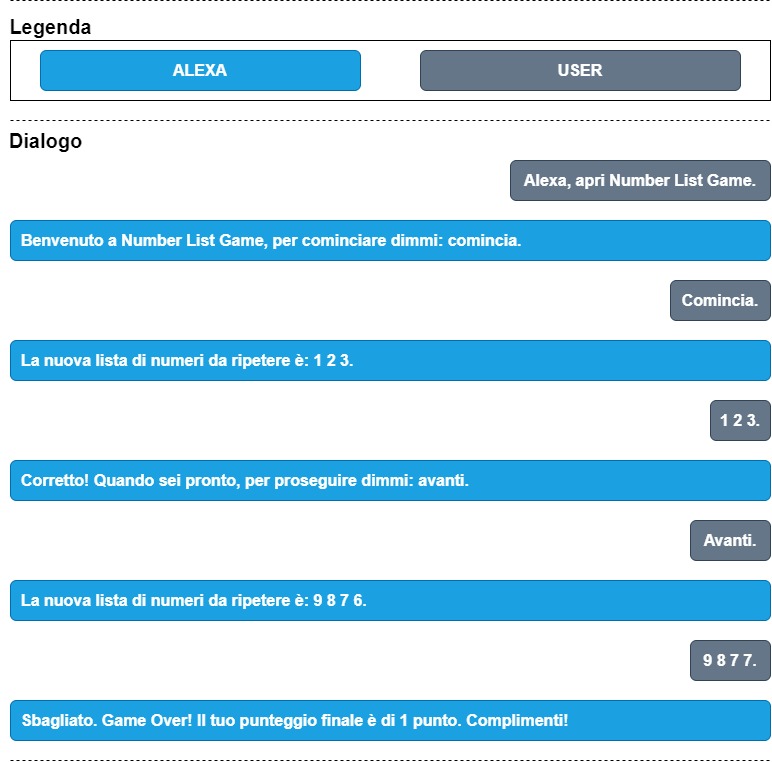 Legenda
ALEXA
USER
Dialogo
Alexa, apri Number List Game.
Benvenuto a Number List Game, per cominciare dimmi: comincia.
Comincia.
La nuova lista di numeri da ripetere è: 1 2 3.
1 2 3.
Corretto! Quando sei pronto, per proseguire dimmi: avanti.
Avanti.
La nuova lista di numeri da ripetere è: 9 8 7 6.
9 8 7 7.
Sbagliato. Game Over! Il tuo punteggio finale è di 1 punto. Complimenti!